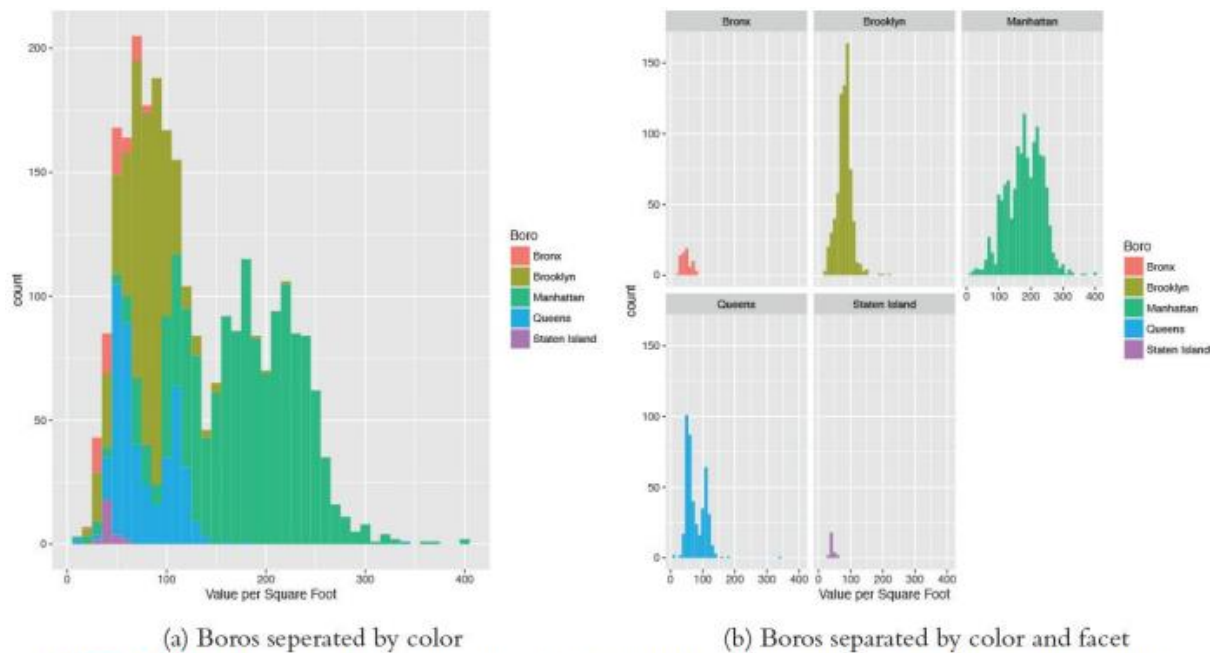 200
150
100
50
0
count
0 100 200 300 400
Value per Square Foot
Boro
Bronx
Brooklyn
Manhattan
Queens
Staten Island
(a) Boros seperated by color
Bronx Brooklyn Manhattan
150
100
50
0
0 100 200 300 400
count
Queens Staten Island
150
100
50
0
0 100 200 300 400 0 100 200 300 400
Value per Square Foot
Boro
Bronx
Brooklyn
Manhattan
Queens
Staten Island
(b) Boros separated by color and facet